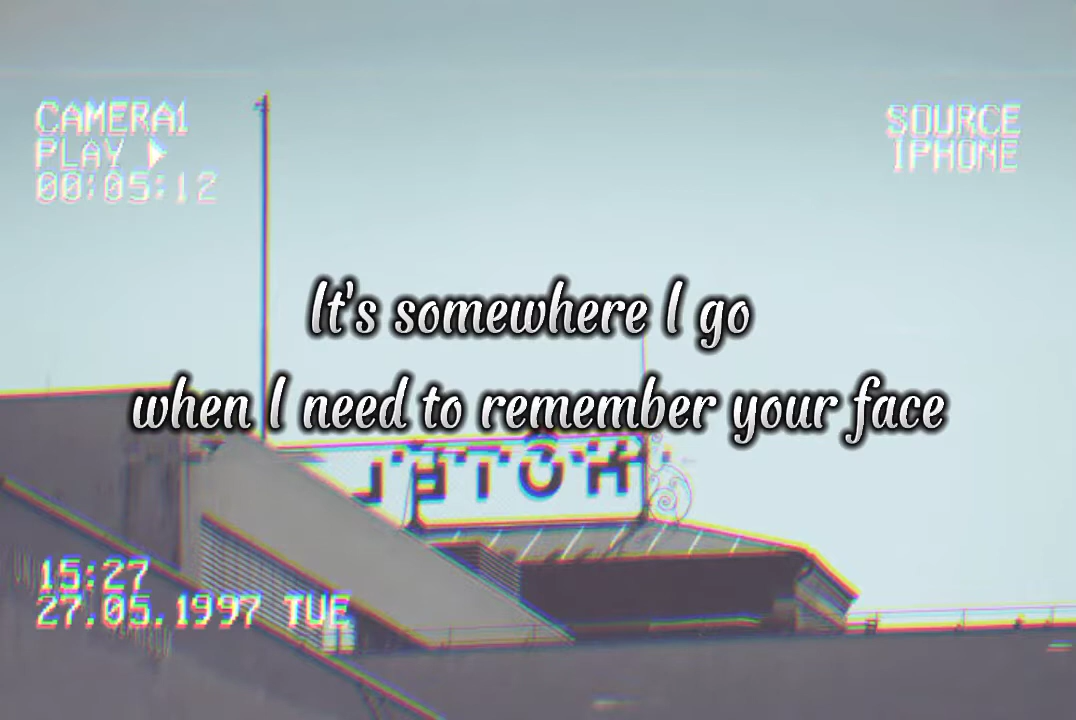 CAMERA1
PLAY
00:05:12
SOURCE
IPHONE
It's somewhere I go
when I need to remember your face
HOTEL
15:27
27.05.1997 TUE